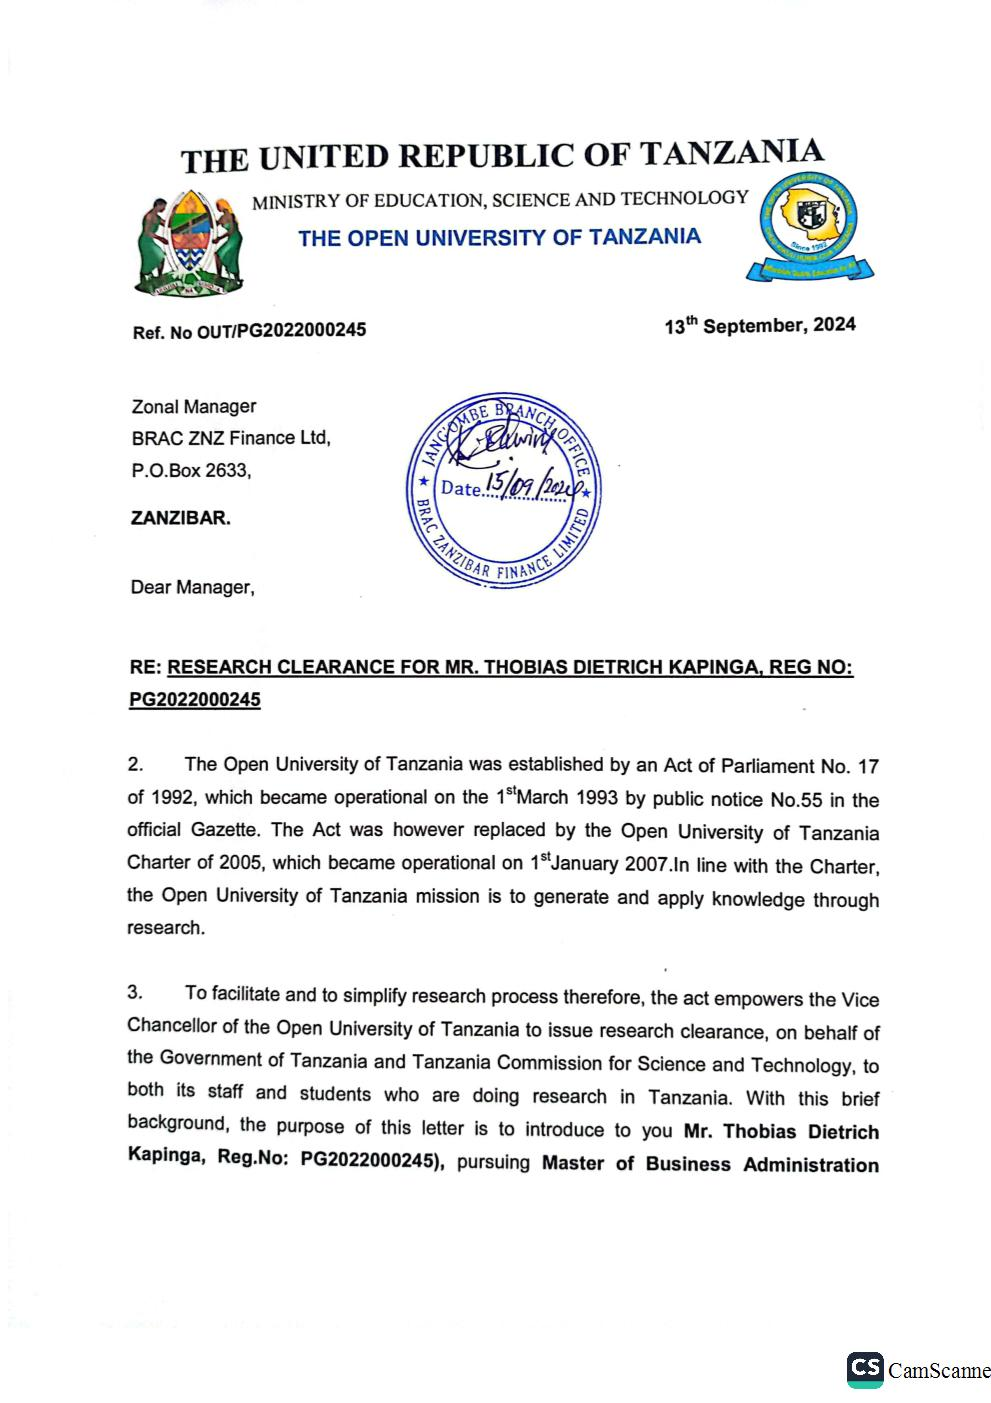 THE UNITED REPUBLIC OF TANZANIA
MINISTRY OF EDUCATION, SCIENCE AND TECHNOLOGY
THE OPEN UNIVERSITY OF TANZANIA
THE OPEN UNIVERSITY OF TANZANIA
Since 1992
Ref. No OUT/PG2022000245
13th September, 2024
Zonal Manager
BRAC ZNZ Finance Ltd,
P.O.Box 2633,
ZANZIBAR.
JANG'OMBE BRANCH OFFICE
Date 15/09/2024
BRAC ZANZIBAR FINANCE LIMITED
Dear Manager,
RE: RESEARCH CLEARANCE FOR MR. THOBIAS DIETRICH KAPINGA, REG NO:
PG2022000245
2. The Open University of Tanzania was established by an Act of Parliament No. 17
of 1992, which became operational on the 1stMarch 1993 by public notice No.55 in the
official Gazette. The Act was however replaced by the Open University of Tanzania
Charter of 2005, which became operational on 1stJanuary 2007.In line with the Charter,
the Open University of Tanzania mission is to generate and apply knowledge through
research.
3. To facilitate and to simplify research process therefore, the act empowers the Vice
Chancellor of the Open University of Tanzania to issue research clearance, on behalf of
the Government of Tanzania and Tanzania Commission for Science and Technology, to
both its staff and students who are doing research in Tanzania. With this brief
background, the purpose of this letter is to introduce to you Mr. Thobias Dietrich
Kapinga, Reg.No: PG2022000245), pursuing Master of Business Administration
CS CamScanne